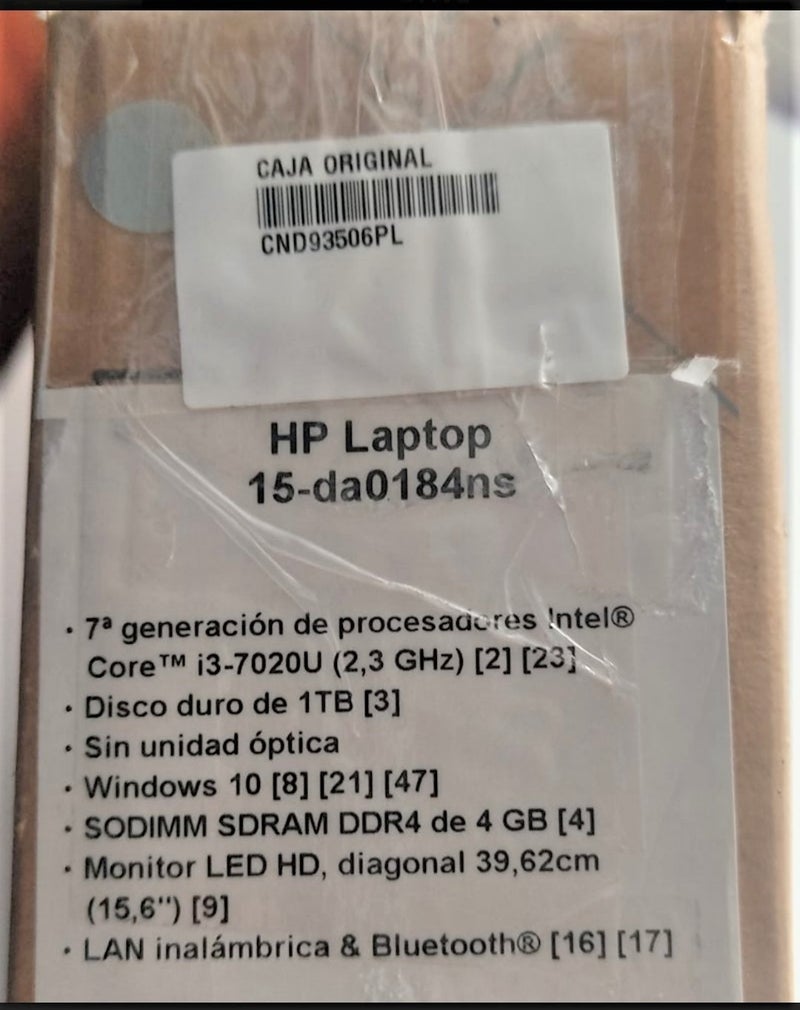 CAJA ORIGINAL
CND93506PL
HP Laptop
15-da0184ns
· 7ª generación de procesadores Intel®
Core™ i3-7020U (2,3 GHz) [2] [23]
· Disco duro de 1TB [3]
· Sin unidad óptica
· Windows 10 [8] [21] [47]
· SODIMM SDRAM DDR4 de 4 GB [4]
· Monitor LED HD, diagonal 39,62cm
(15,6") [9]
· LAN inalámbrica & Bluetooth® [16] [17]